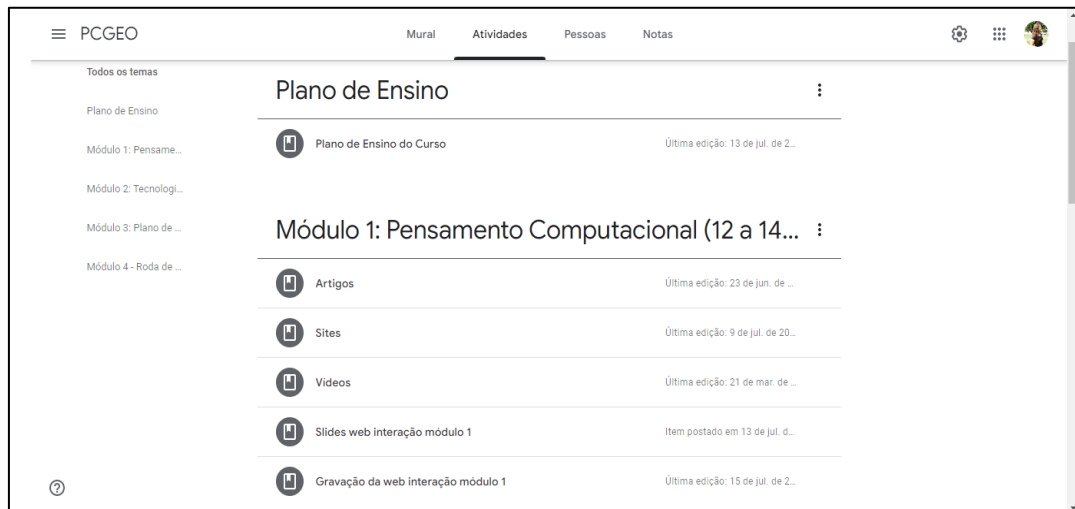 PCGEO
Mural Atividades Pessoas Notas
Todos os temas
Plano de Ensino
Módulo 1: Pensame...
Módulo 2: Tecnologi...
Módulo 3: Plano de ...
Módulo 4 - Roda de ...
Plano de Ensino
Plano de Ensino do Curso Última edição: 13 de jul. de 2...
Módulo 1: Pensamento Computacional (12 a 14...
Artigos Última edição: 23 de jun. de ...
Sites Última edição: 9 de jul. de 20...
Vídeos Última edição: 21 de mar. de ...
Slides web interação módulo 1 Item postado em 13 de jul. d...
Gravação da web interação módulo 1 Última edição: 15 de jul. de 2...